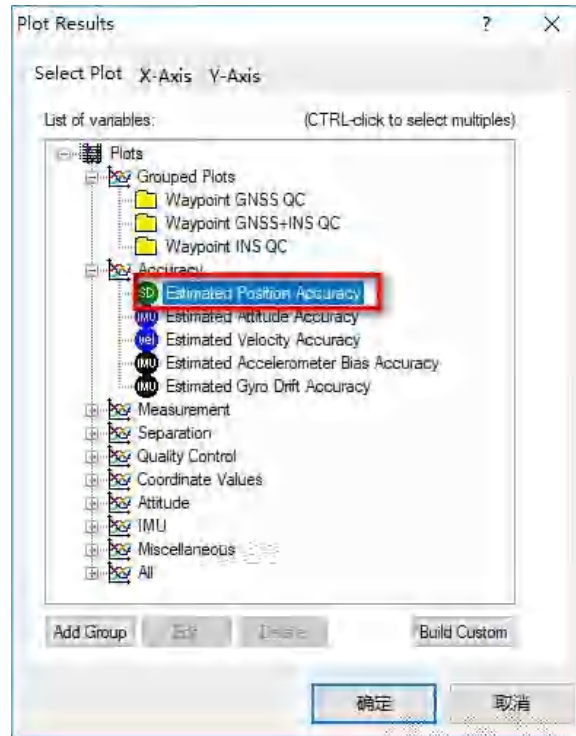 Plot Results ?
Select Plot X-Axis Y-Axis
List of variables: (CTRL-click to select multiples)
Plots
Grouped Plots
Waypoint GNSS QC
Waypoint GNSS+INS QC
Waypoint INS QC
Accuracy
SD Estimated Position Accuracy
IMU Estimated Attitude Accuracy
vel Estimated Velocity Accuracy
IMU Estimated Accelerometer Bias Accuracy
IMU Estimated Gyro Drift Accuracy
Measurement
Separation
Quality Control
Coordinate Values
Attitude
IMU
Miscellaneous
All
Add Group Edit Delete Build Custom
确定 取消